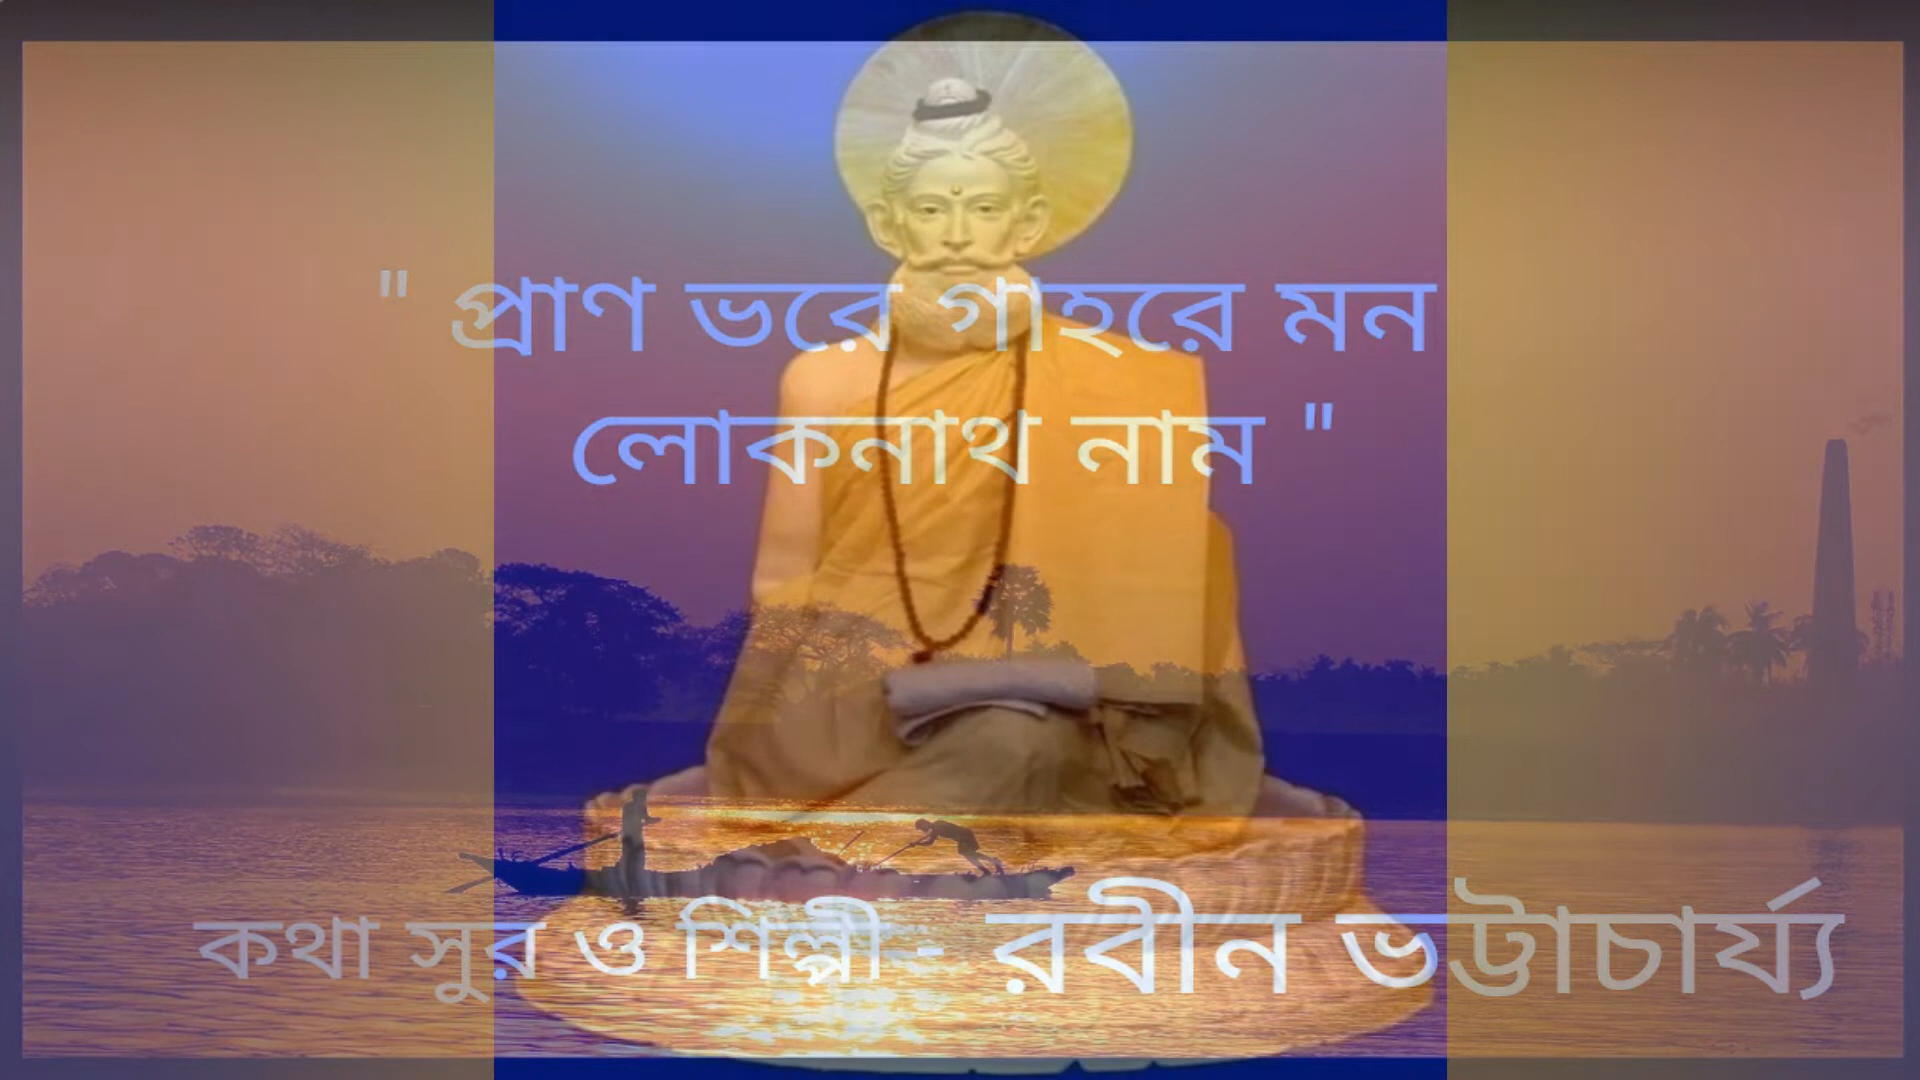 " প্রাণ ভরে গাহরে মন
লোকনাথ নাম "
কথা সুর ও শিল্পী - রবীন ভট্টাচার্য্য